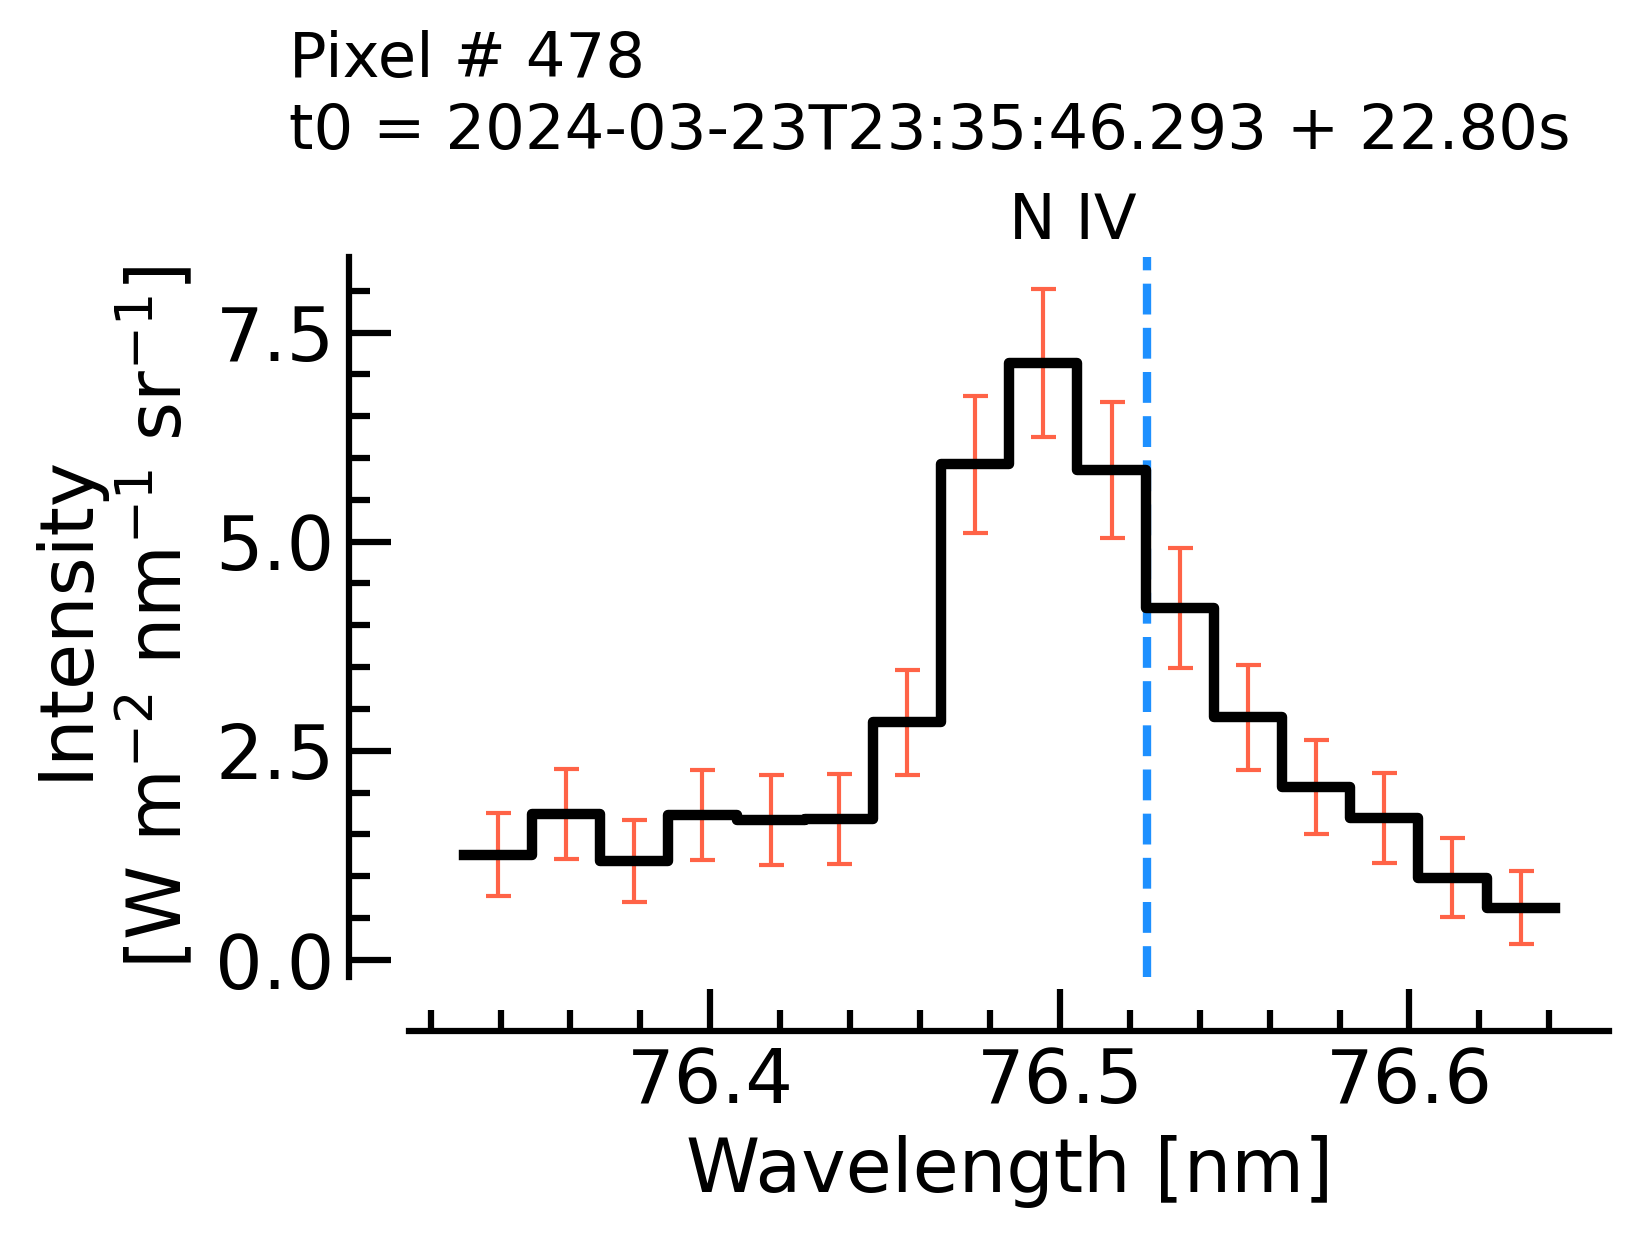 Pixel # 478
t0 = 2024-03-23T23:35:46.293 + 22.80s
N IV
Intensity
[W m⁻² nm⁻¹ sr⁻¹]
7.5
5.0
2.5
0.0
76.4 76.5 76.6
Wavelength [nm]